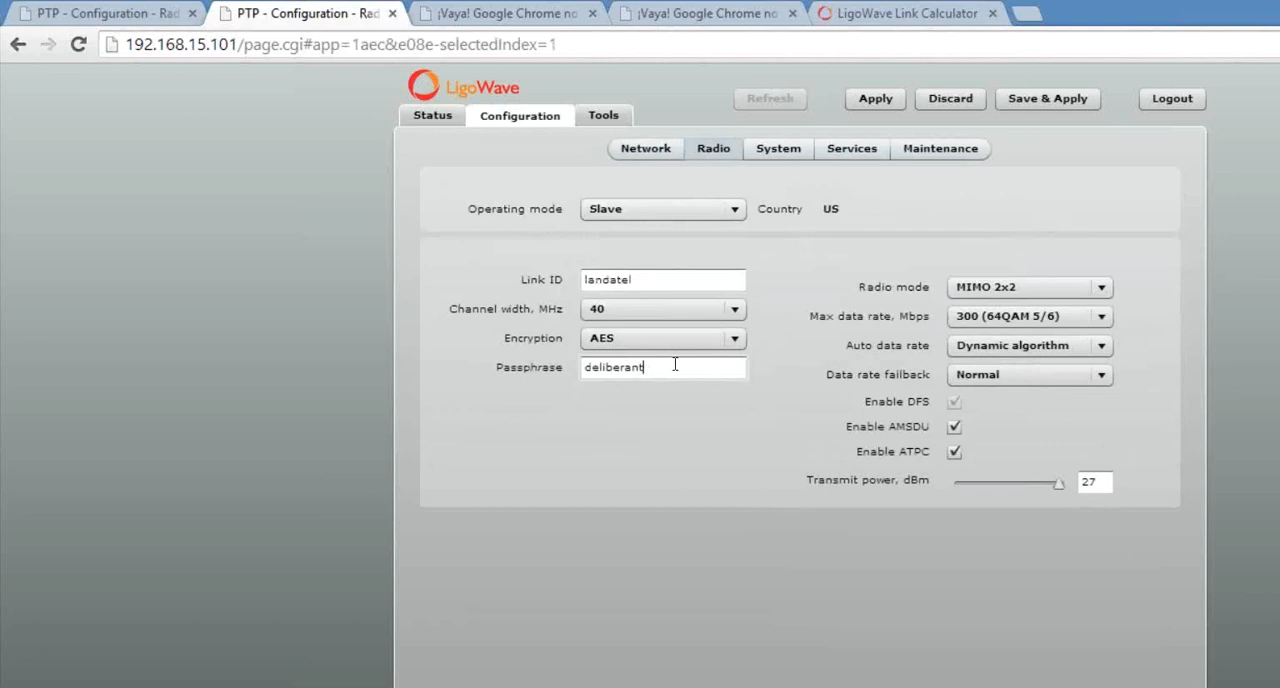 PTP - Configuration - Rad
PTP - Configuration - Rad
¡Vaya! Google Chrome no
¡Vaya! Google Chrome no
LigoWave Link Calculator
192.168.15.101/page.cgi#app=1aec&e08e-selectedIndex=1
LigoWave
Refresh Apply Discard Save & Apply Logout
Status Configuration Tools
Network Radio System Services Maintenance
Operating mode Slave Country US
Link ID landatel
Channel width, MHz 40
Encryption AES
Passphrase deliberant
Radio mode MIMO 2x2
Max data rate, Mbps 300 (64QAM 5/6)
Auto data rate Dynamic algorithm
Data rate failback Normal
Enable DFS
Enable AMSDU
Enable ATPC
Transmit power, dBm 27